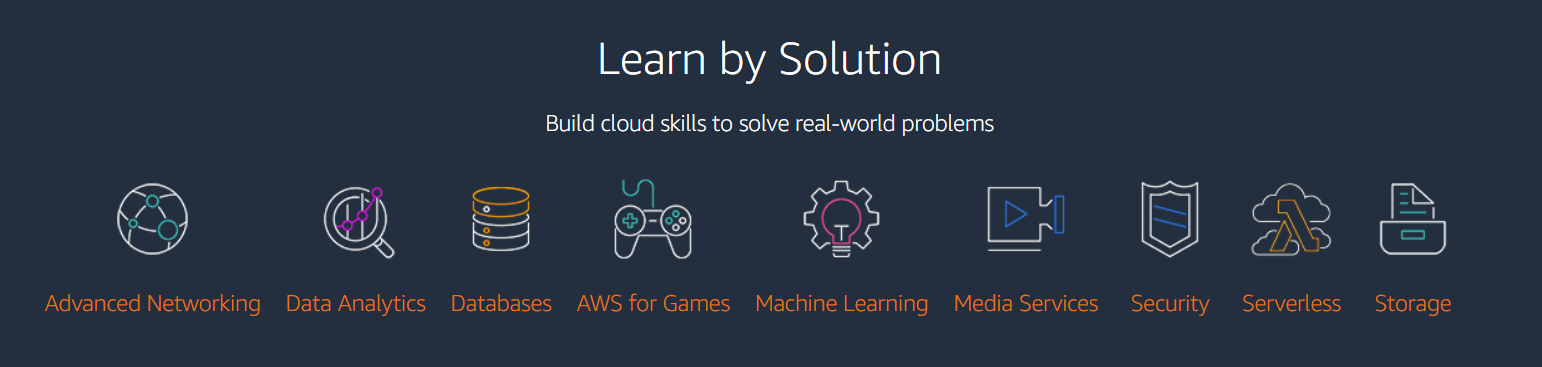 Learn by Solution
Build cloud skills to solve real-world problems
Advanced Networking Data Analytics Databases AWS for Games Machine Learning Media Services Security Serverless Storage